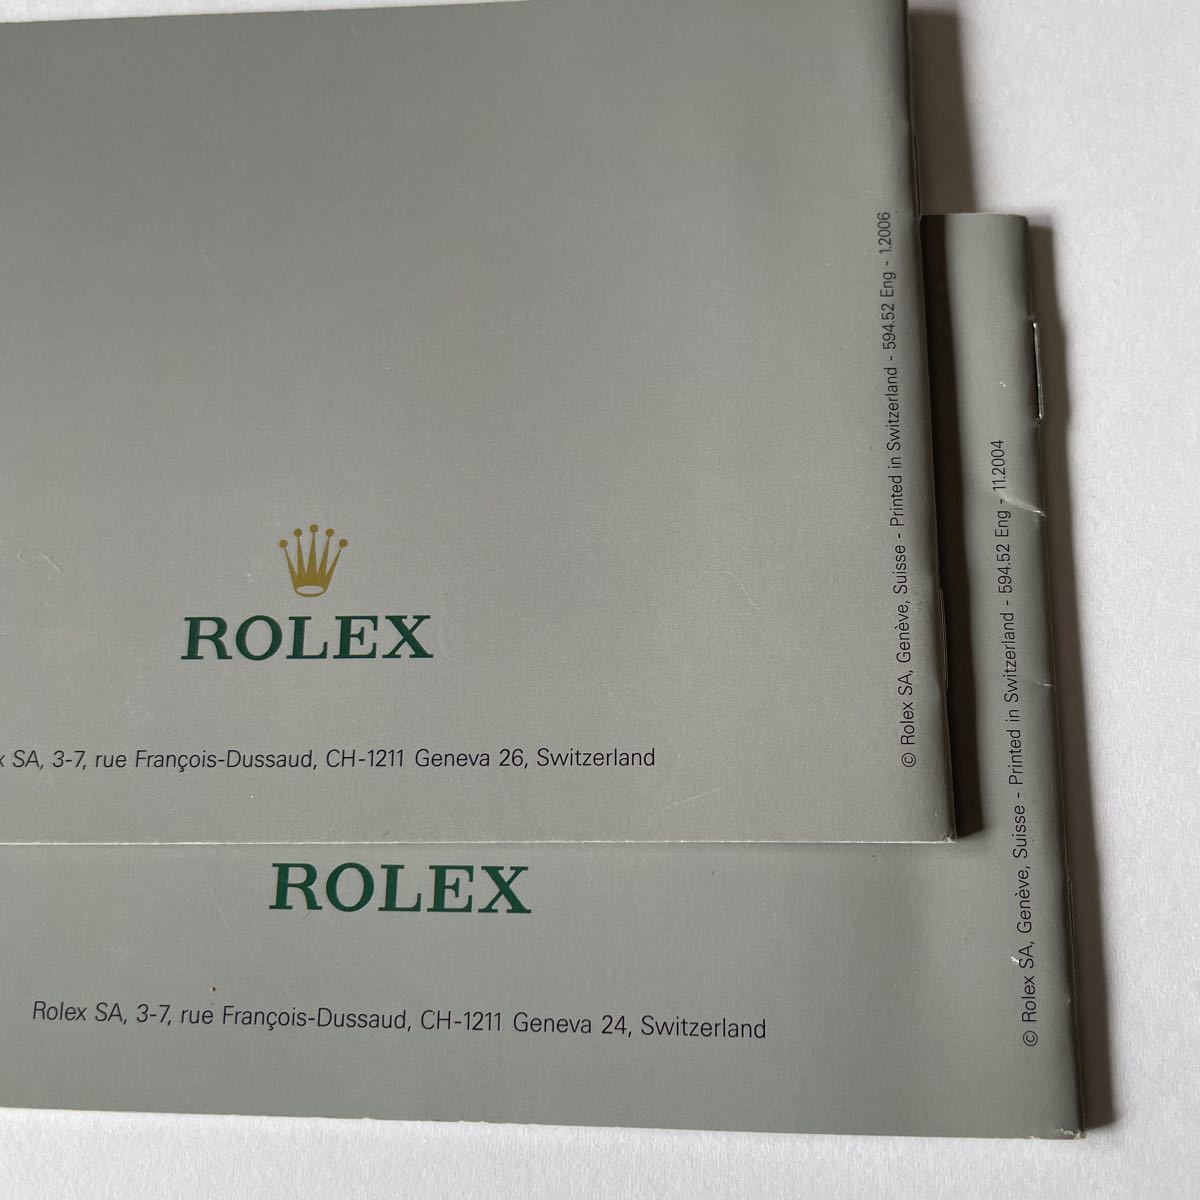 ROLEX
SA, 3-7, rue François-Dussaud, CH-1211 Geneva 26, Switzerland
© Rolex SA, Genève, Suisse - Printed in Switzerland - 594.52 Eng - 1.2006
ROLEX
Rolex SA, 3-7, rue François-Dussaud, CH-1211 Geneva 24, Switzerland
© Rolex SA, Genève, Suisse - Printed in Switzerland - 594.52 Eng - 11.2004